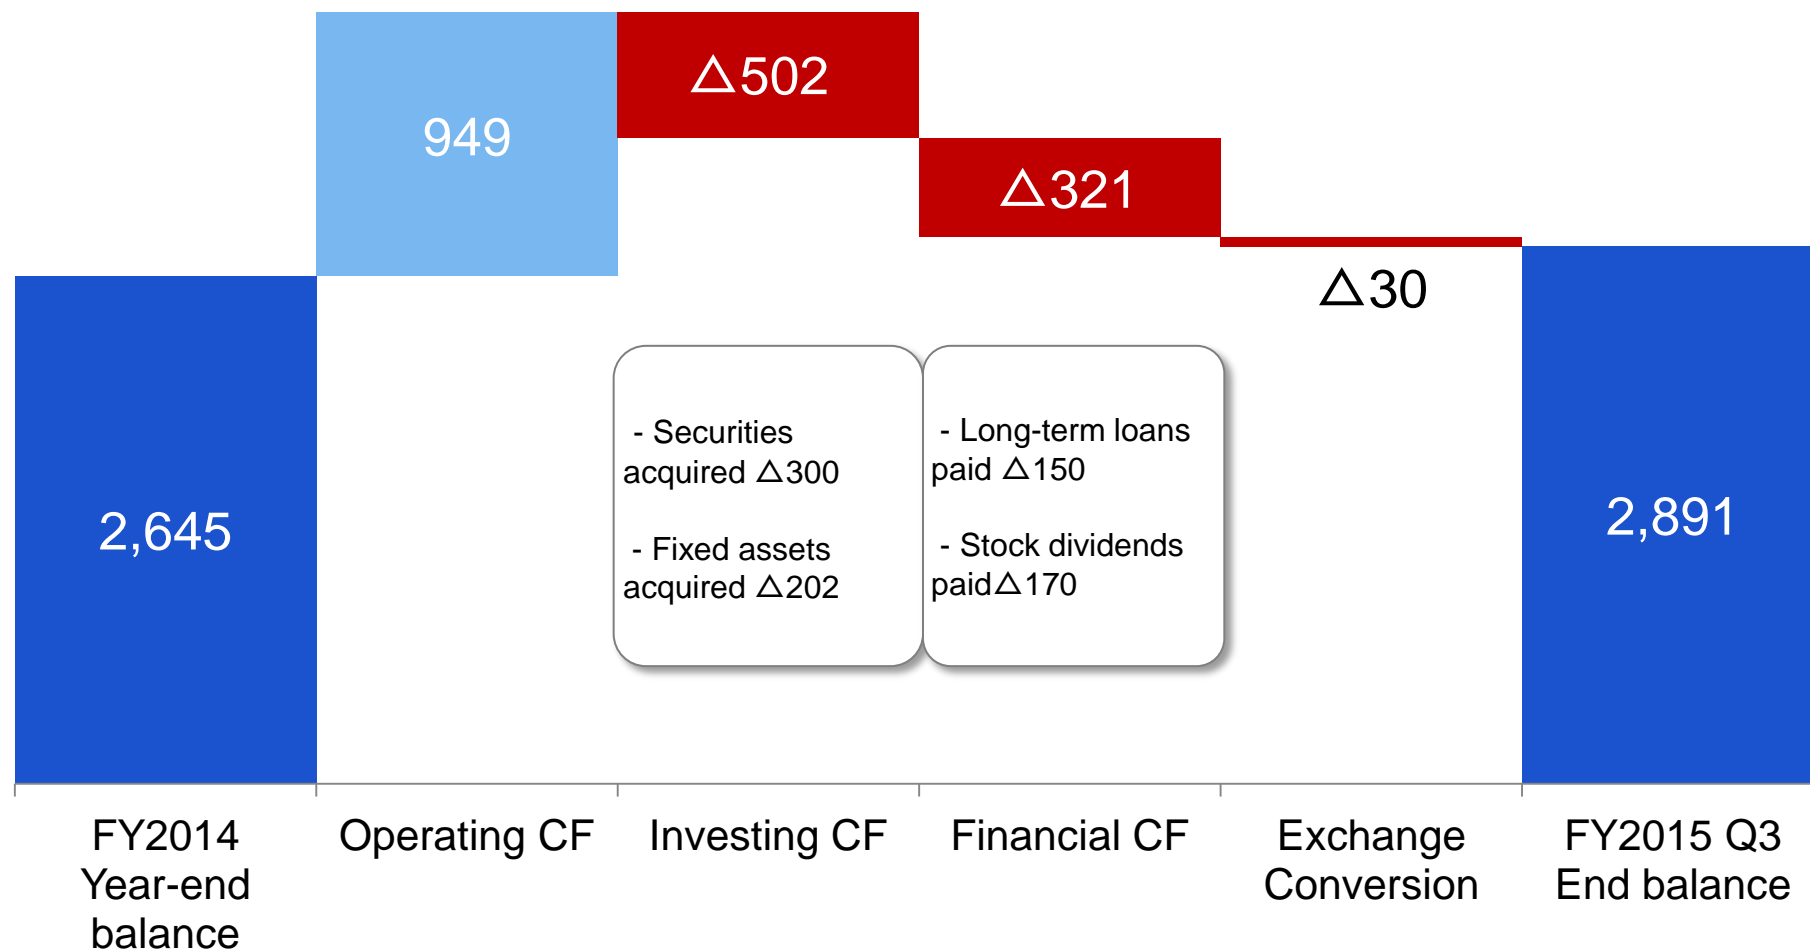 △502
949
△321
△30
- Securities
acquired △300
- Fixed assets
acquired △202
- Long-term loans
paid △150
- Stock dividends
paid△170
2,645
2,891
FY2014
Year-end
balance
Operating CF
Investing CF
Financial CF
Exchange
Conversion
FY2015 Q3
End balance